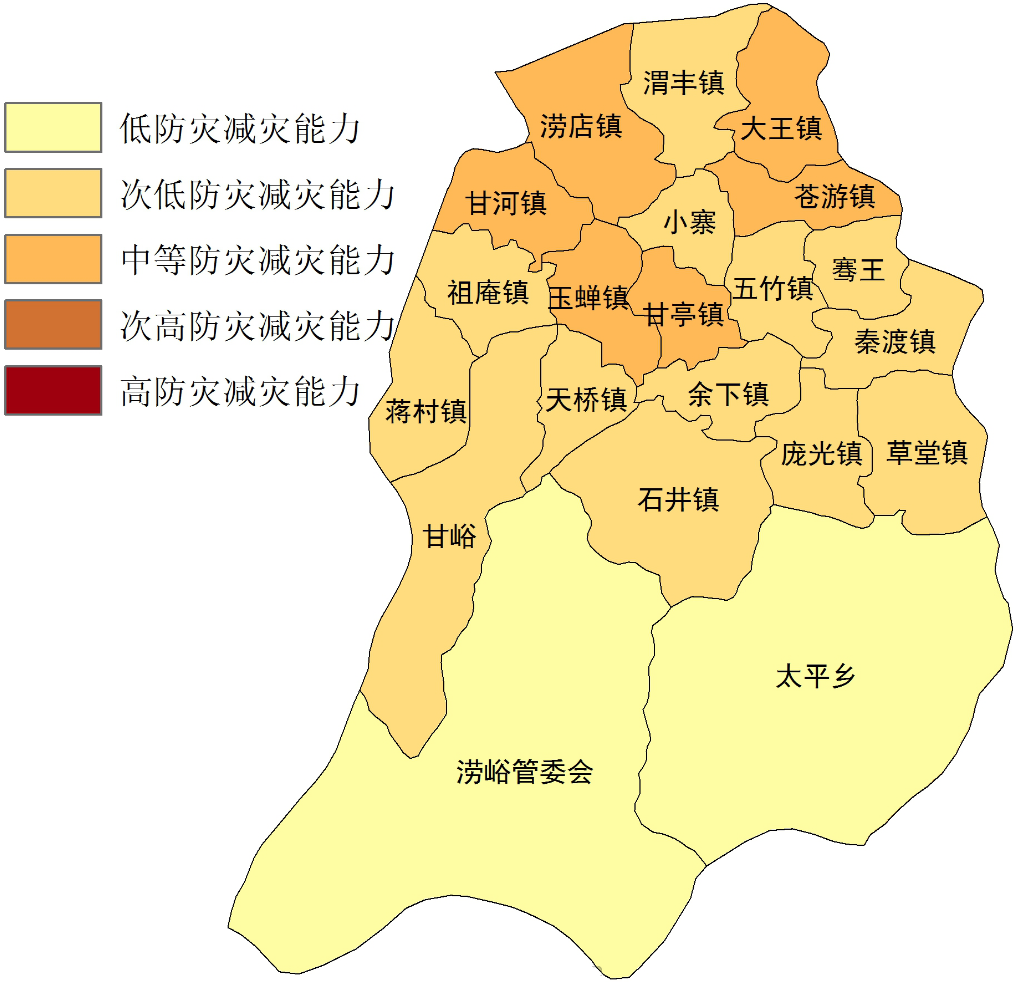 低防灾减灾能力
次低防灾减灾能力
中等防灾减灾能力
次高防灾减灾能力
高防灾减灾能力
渭丰镇
涝店镇
大王镇
甘河镇
苍游镇
小寨
祖庵镇
玉蝉镇
甘亭镇
五竹镇
骞王
秦渡镇
蒋村镇
天桥镇
余下镇
庞光镇
草堂镇
石井镇
甘峪
太平乡
涝峪管委会